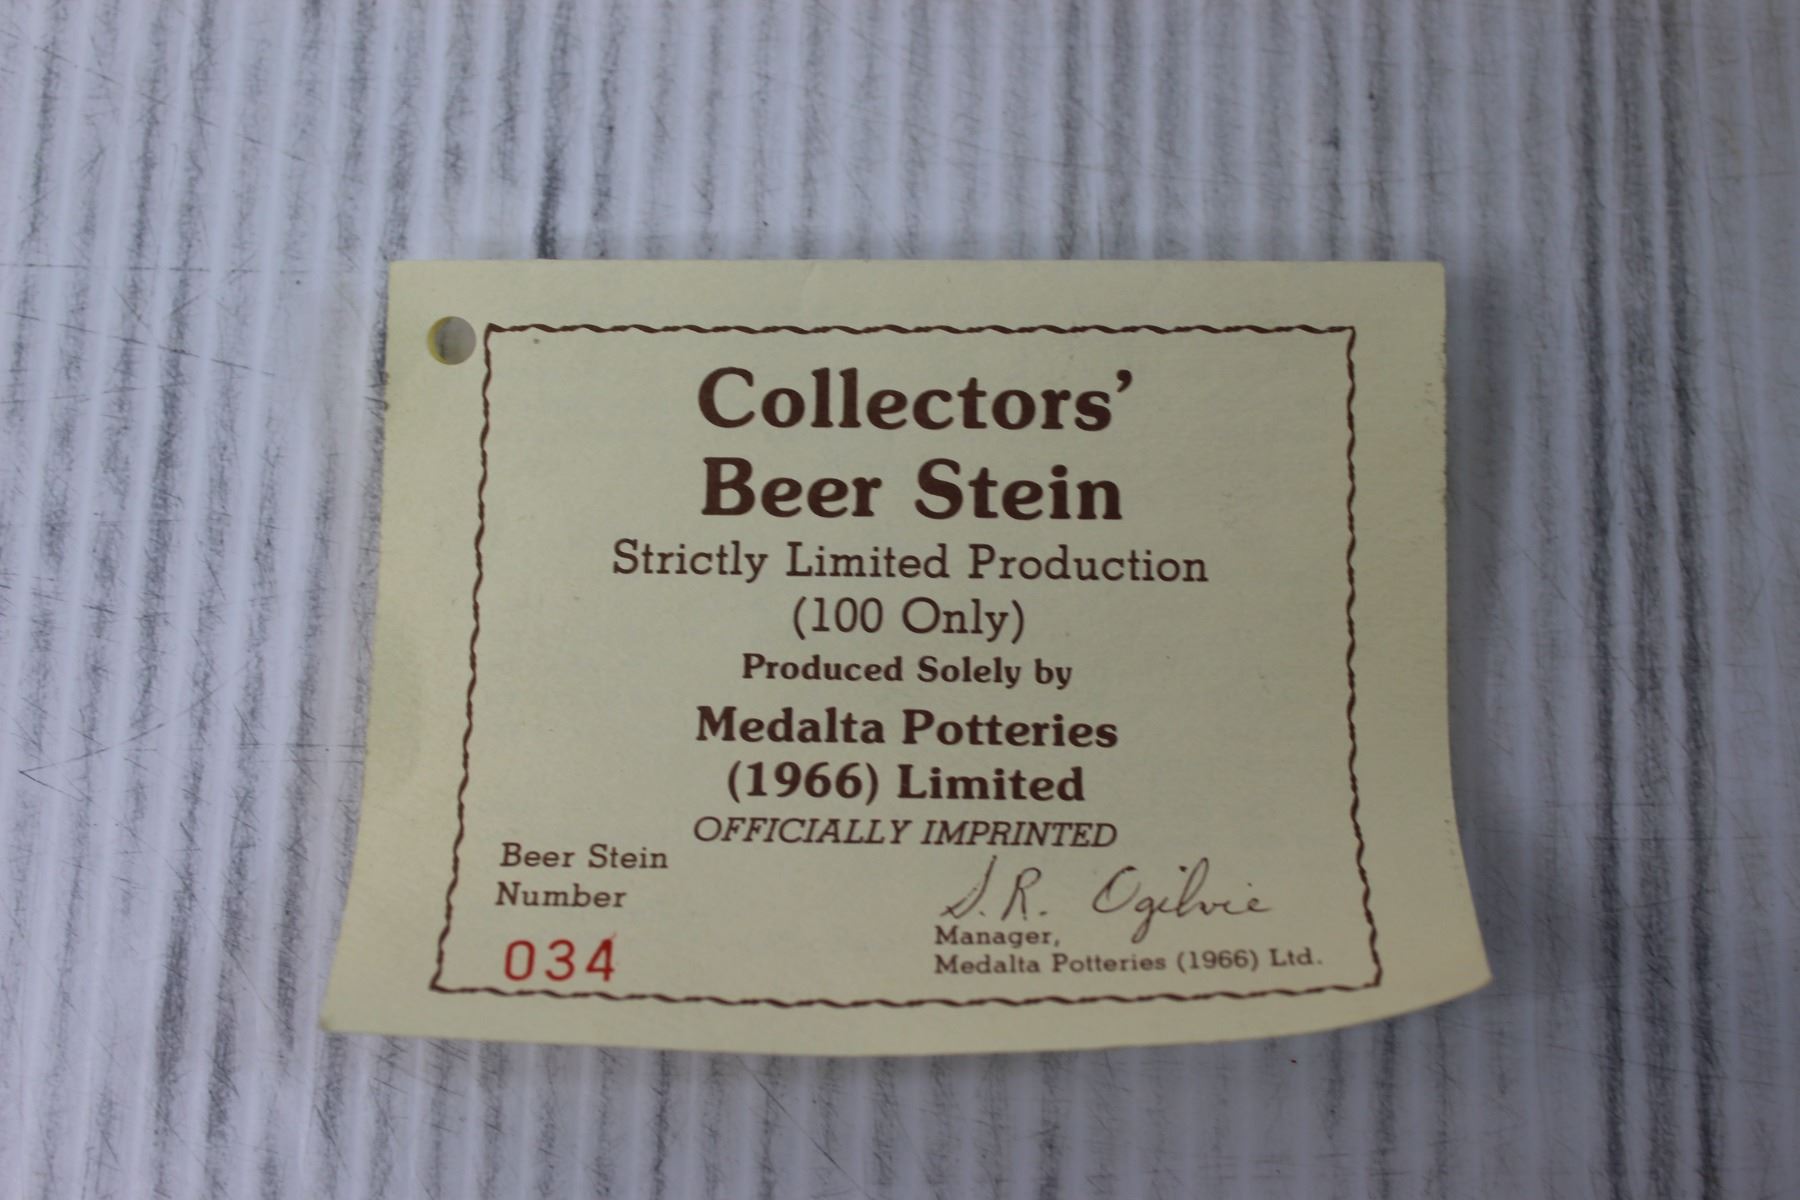 Collectors'
Beer Stein
Strictly Limited Production
(100 Only)
Produced Solely by
Medalta Potteries
(1966) Limited
OFFICIALLY IMPRINTED
Beer Stein
Number
034
S. R. Ogilvie
Manager,
Medalta Potteries (1966) Ltd.